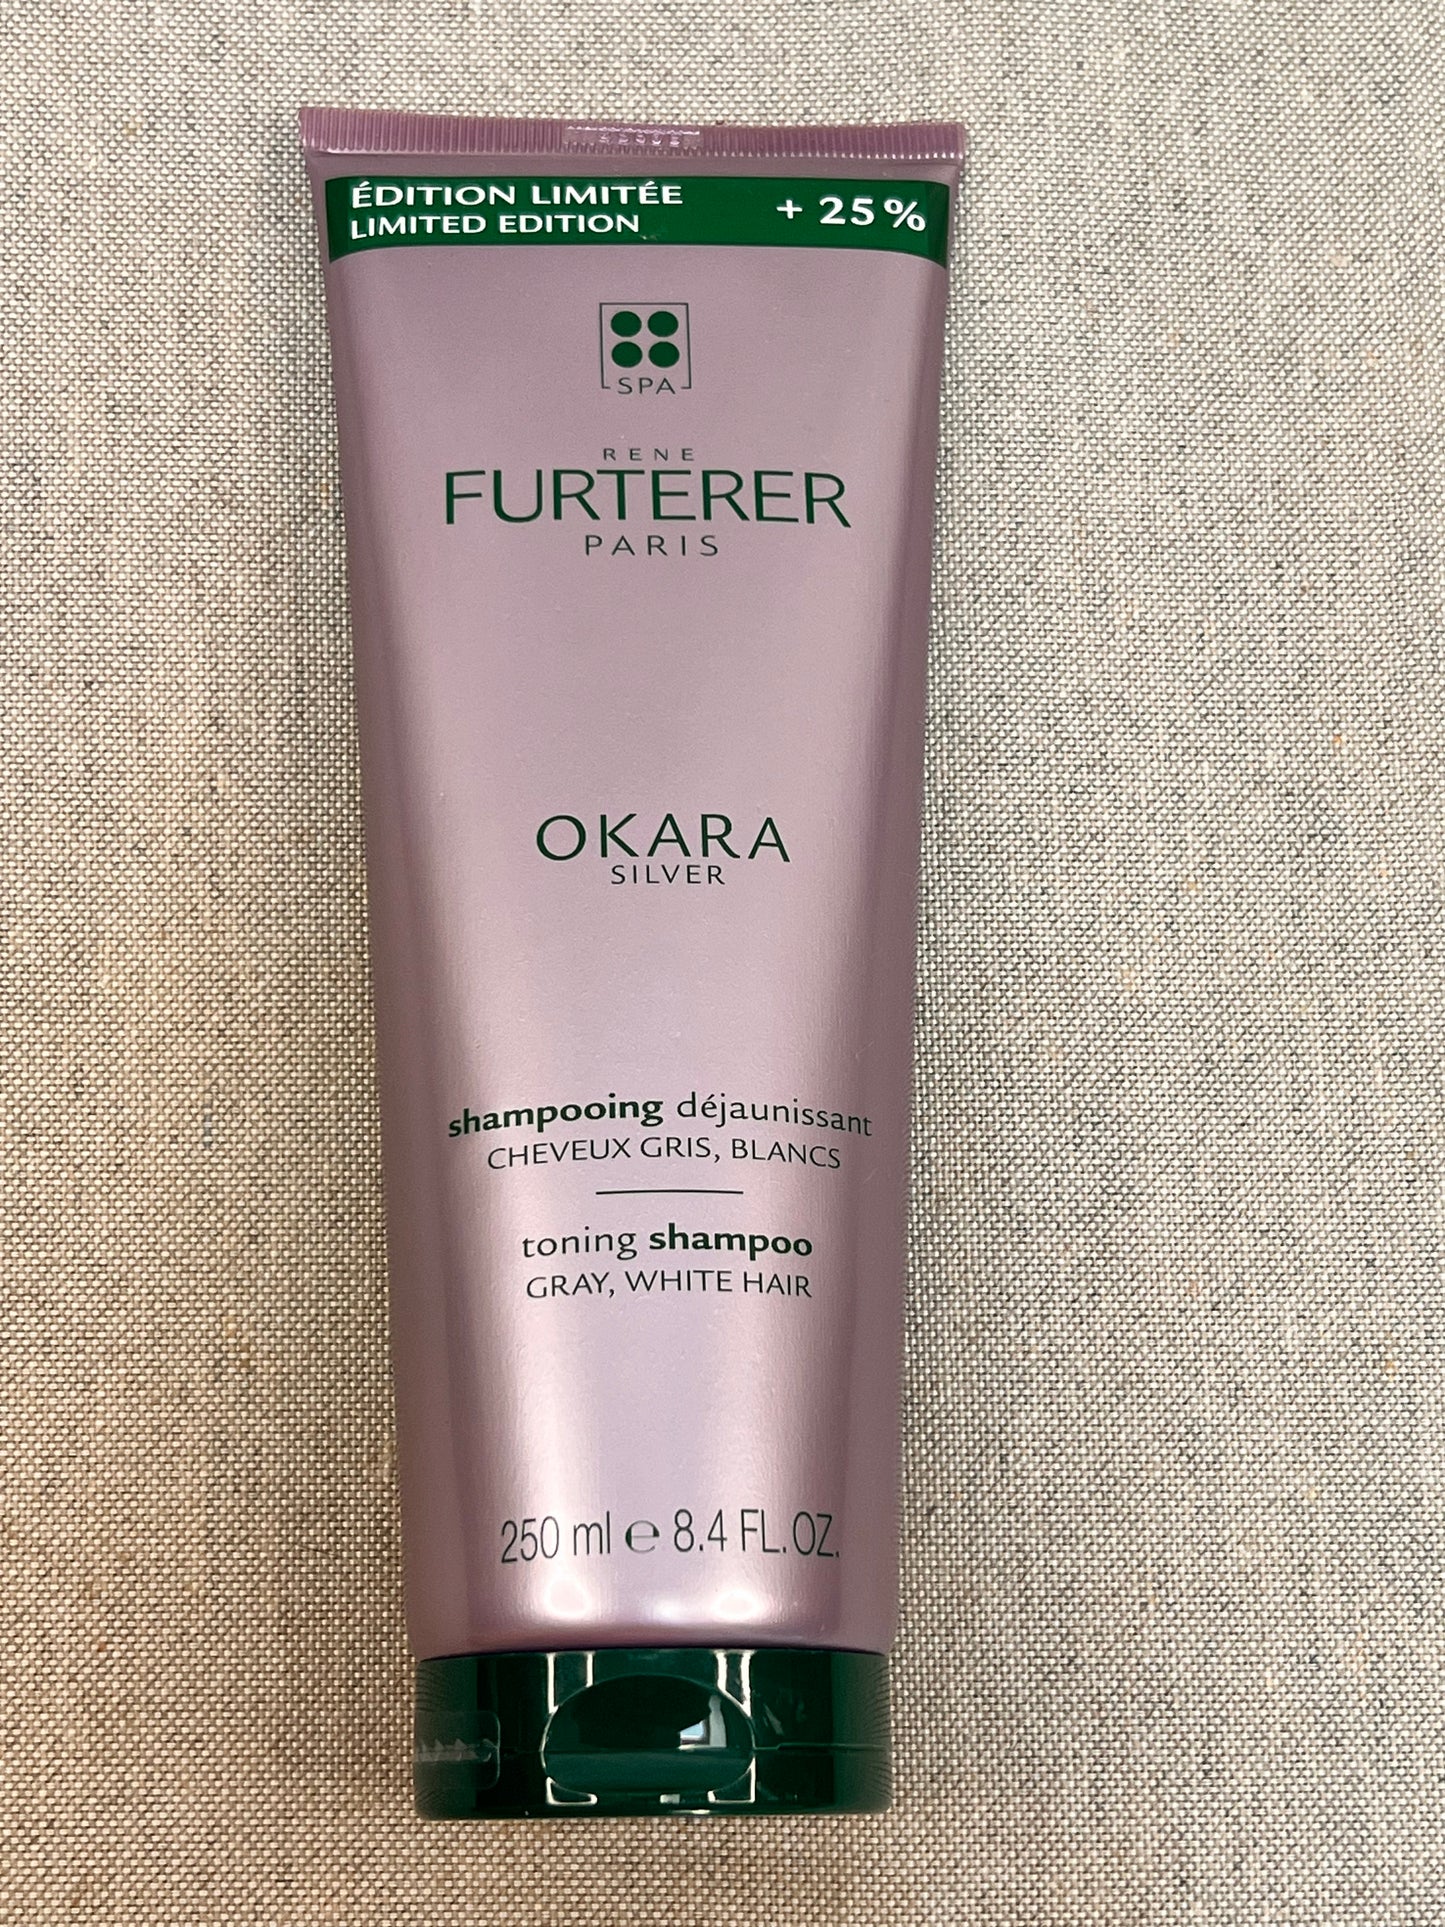 ÉDITION LIMITÉE
LIMITED EDITION
+ 25 %
SPA
RENE
FURTERER
PARIS
OKARA
SILVER
shampooing déjaunissant
CHEVEUX GRIS, BLANCS
toning shampoo
GRAY, WHITE HAIR
250 ml e 8.4 FL.OZ.